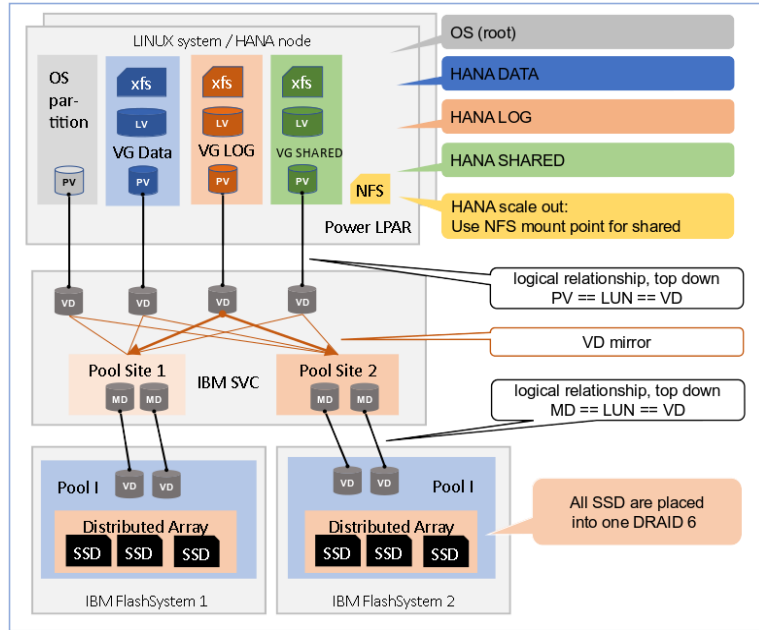 LINUX system / HANA node
OS
par-
tition
PV
xfs
LV
VG Data
PV
xfs
LV
VG LOG
PV
xfs
LV
VG SHARED
PV
NFS
Power LPAR
OS (root)
HANA DATA
HANA LOG
HANA SHARED
HANA scale out:
Use NFS mount point for shared
logical relationship, top down
PV == LUN == VD
VD
VD
VD
VD
VD mirror
Pool Site 1
MD
MD
IBM SVC
Pool Site 2
MD
MD
logical relationship, top down
MD == LUN == VD
Pool I
VD
VD
Distributed Array
SSD
SSD
SSD
IBM FlashSystem 1
VD
VD
Pool I
Distributed Array
SSD
SSD
SSD
IBM FlashSystem 2
All SSD are placed
into one DRAID 6